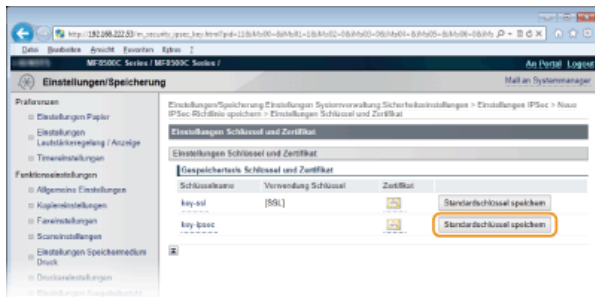 Datei Bearbeiten Ansicht Favoriten Extras ?
MF8500C Series / MF8500C Series /
An Portal Logout
Einstellungen/Speicherung
Mail an Systemmanager
Präferenzen
Einstellungen Papier
Einstellungen
Lautstärkeregelung / Anzeige
Timereinstellungen
Funktionseinstellungen
Allgemeine Einstellungen
Kopiereinstellungen
Faxeinstellungen
Scaneinstellungen
Einstellungen Speichermedium
Druck
Druckereinstellungen
Einstellungen/Speicherung:Einstellungen Systemverwaltung:Sicherheitseinstellungen > Einstellungen IPSec > Neue
IPSec-Richtlinie speichern > Einstellungen Schlüssel und Zertifikat
Einstellungen Schlüssel und Zertifikat
Einstellungen Schlüssel und Zertifikat
Gespeicherte/s Schlüssel und Zertifikat
Schlüsselname Verwendung Schlüssel Zertifikat
key-ssl [SSL] Standardschlüssel speichern
key-ipsec Standardschlüssel speichern